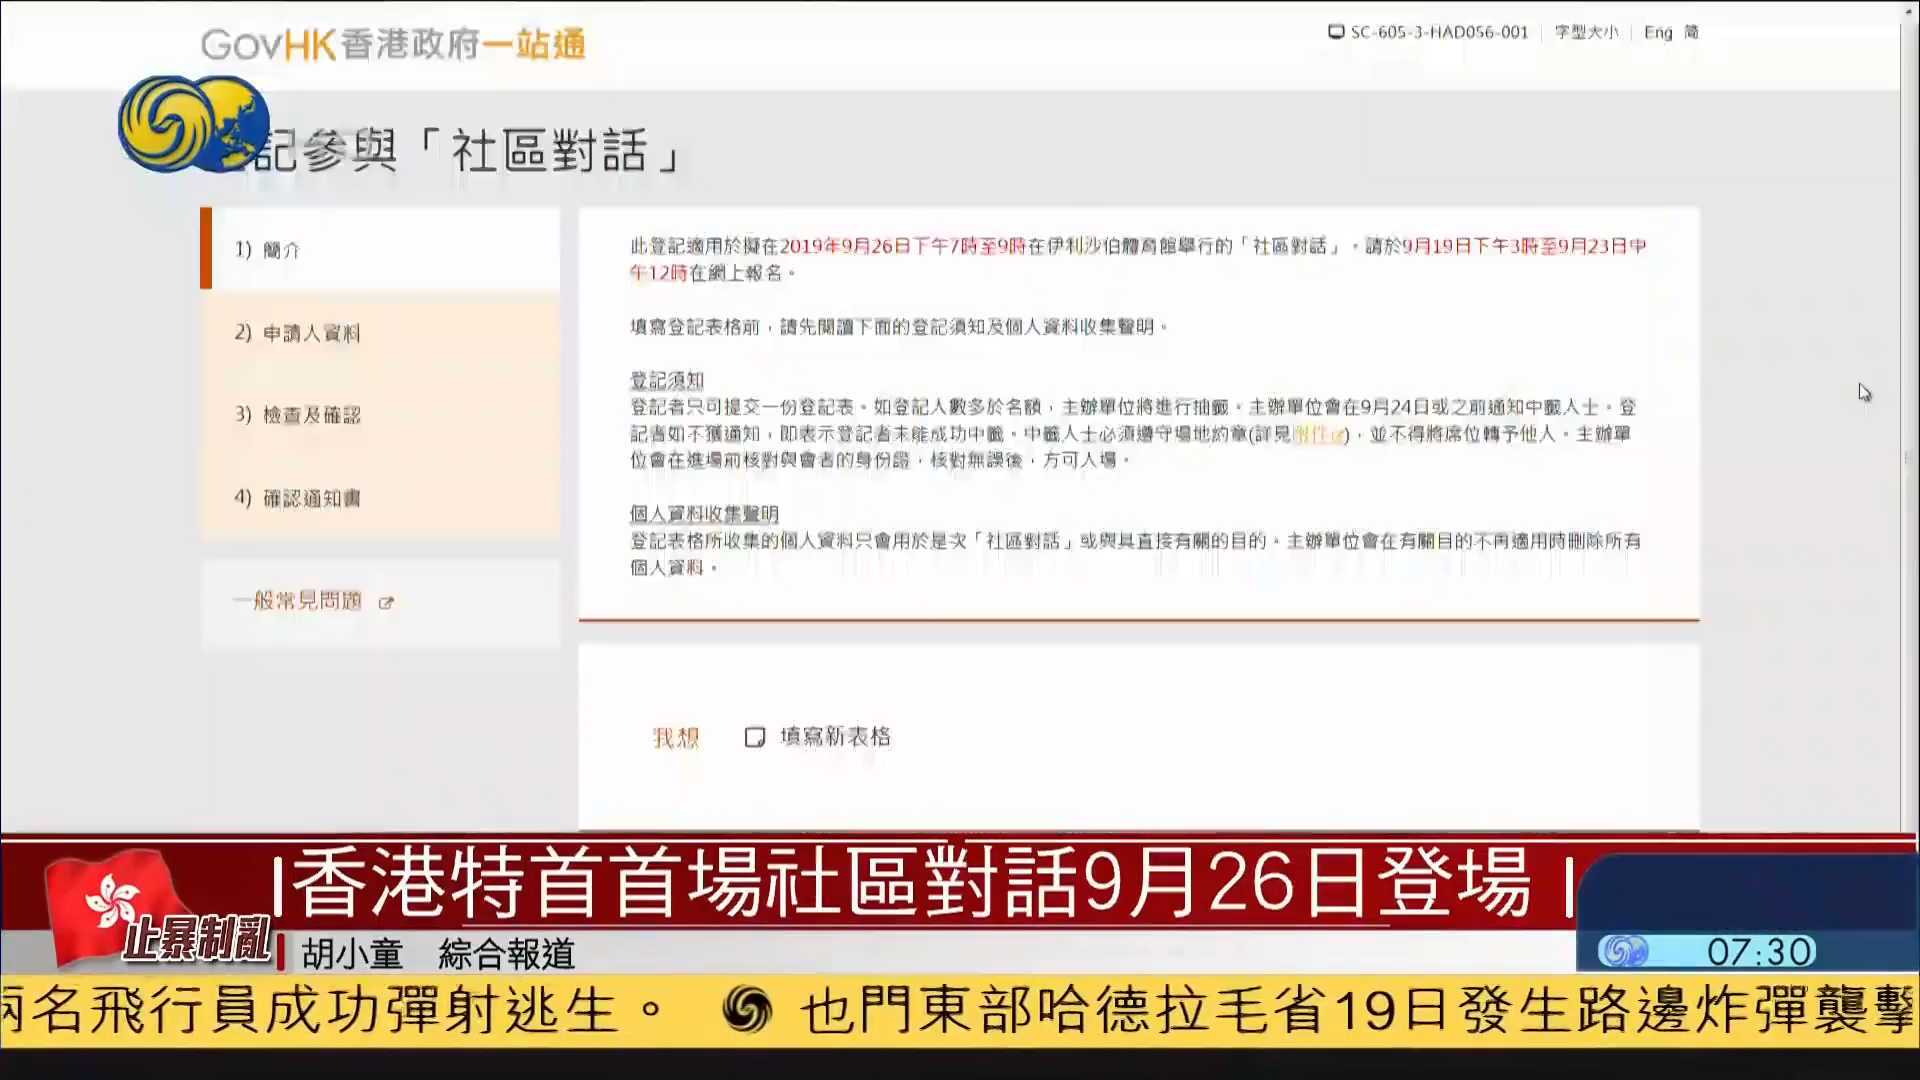 GovHK香港政府一站通
SC-605-3-HAD056-001
字型大小
Eng
简
記參與「社區對話」
1) 簡介
2) 申請人資料
3) 檢查及確認
4) 確認通知書
一般常見問題
此登記適用於擬在2019年9月26日下午7時至9時在伊利沙伯體育館舉行的「社區對話」。請於9月19日下午3時至9月23日中
午12時在網上報名。
填寫登記表格前，請先閱讀下面的登記須知及個人資料收集聲明。
登記須知
登記者只可提交一份登記表。如登記人數多於名額，主辦單位將進行抽籤。主辦單位會在9月24日或之前通知中籤人士。登
記者如不獲通知，即表示登記者未能成功中籤。中籤人士必須遵守場地約章(詳見附件)，並不得將席位轉予他人。主辦單
位會在進場前核對與會者的身份證，核對無誤後，方可入場。
個人資料收集聲明
登記表格所收集的個人資料只會用於是次「社區對話」或與其直接有關的目的。主辦單位會在有關目的不再適用時刪除所有
個人資料。
我想
填寫新表格
香港特首首場社區對話9月26日登場
止暴制亂
胡小童 綜合報道
07:30
兩名飛行員成功彈射逃生。 也門東部哈德拉毛省19日發生路邊炸彈襲擊